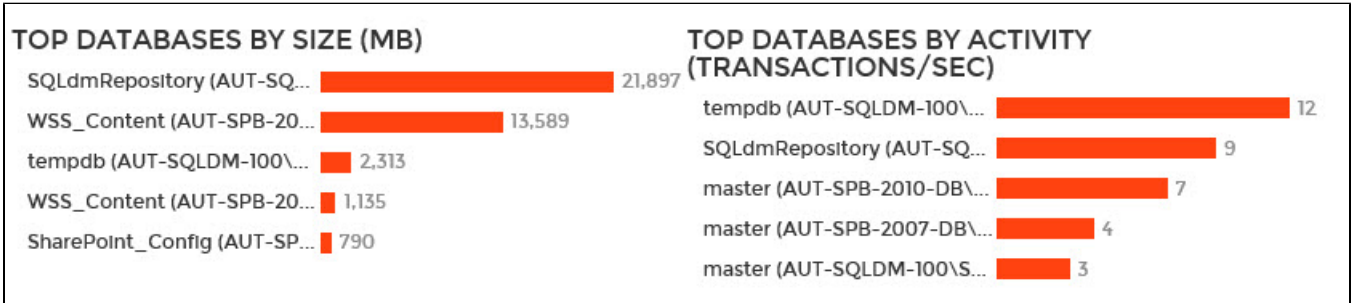 TOP DATABASES BY SIZE (MB)
SQLdmRepository (AUT-SQ... 21,897
WSS_Content (AUT-SPB-20... 13,589
tempdb (AUT-SQLDM-100\... 2,313
WSS_Content (AUT-SPB-20... 1,135
SharePoint_Config (AUT-SP... 790
TOP DATABASES BY ACTIVITY
(TRANSACTIONS/SEC)
tempdb (AUT-SQLDM-100\... 12
SQLdmRepository (AUT-SQ... 9
master (AUT-SPB-2010-DB\... 7
master (AUT-SPB-2007-DB\... 4
master (AUT-SQLDM-100\S... 3